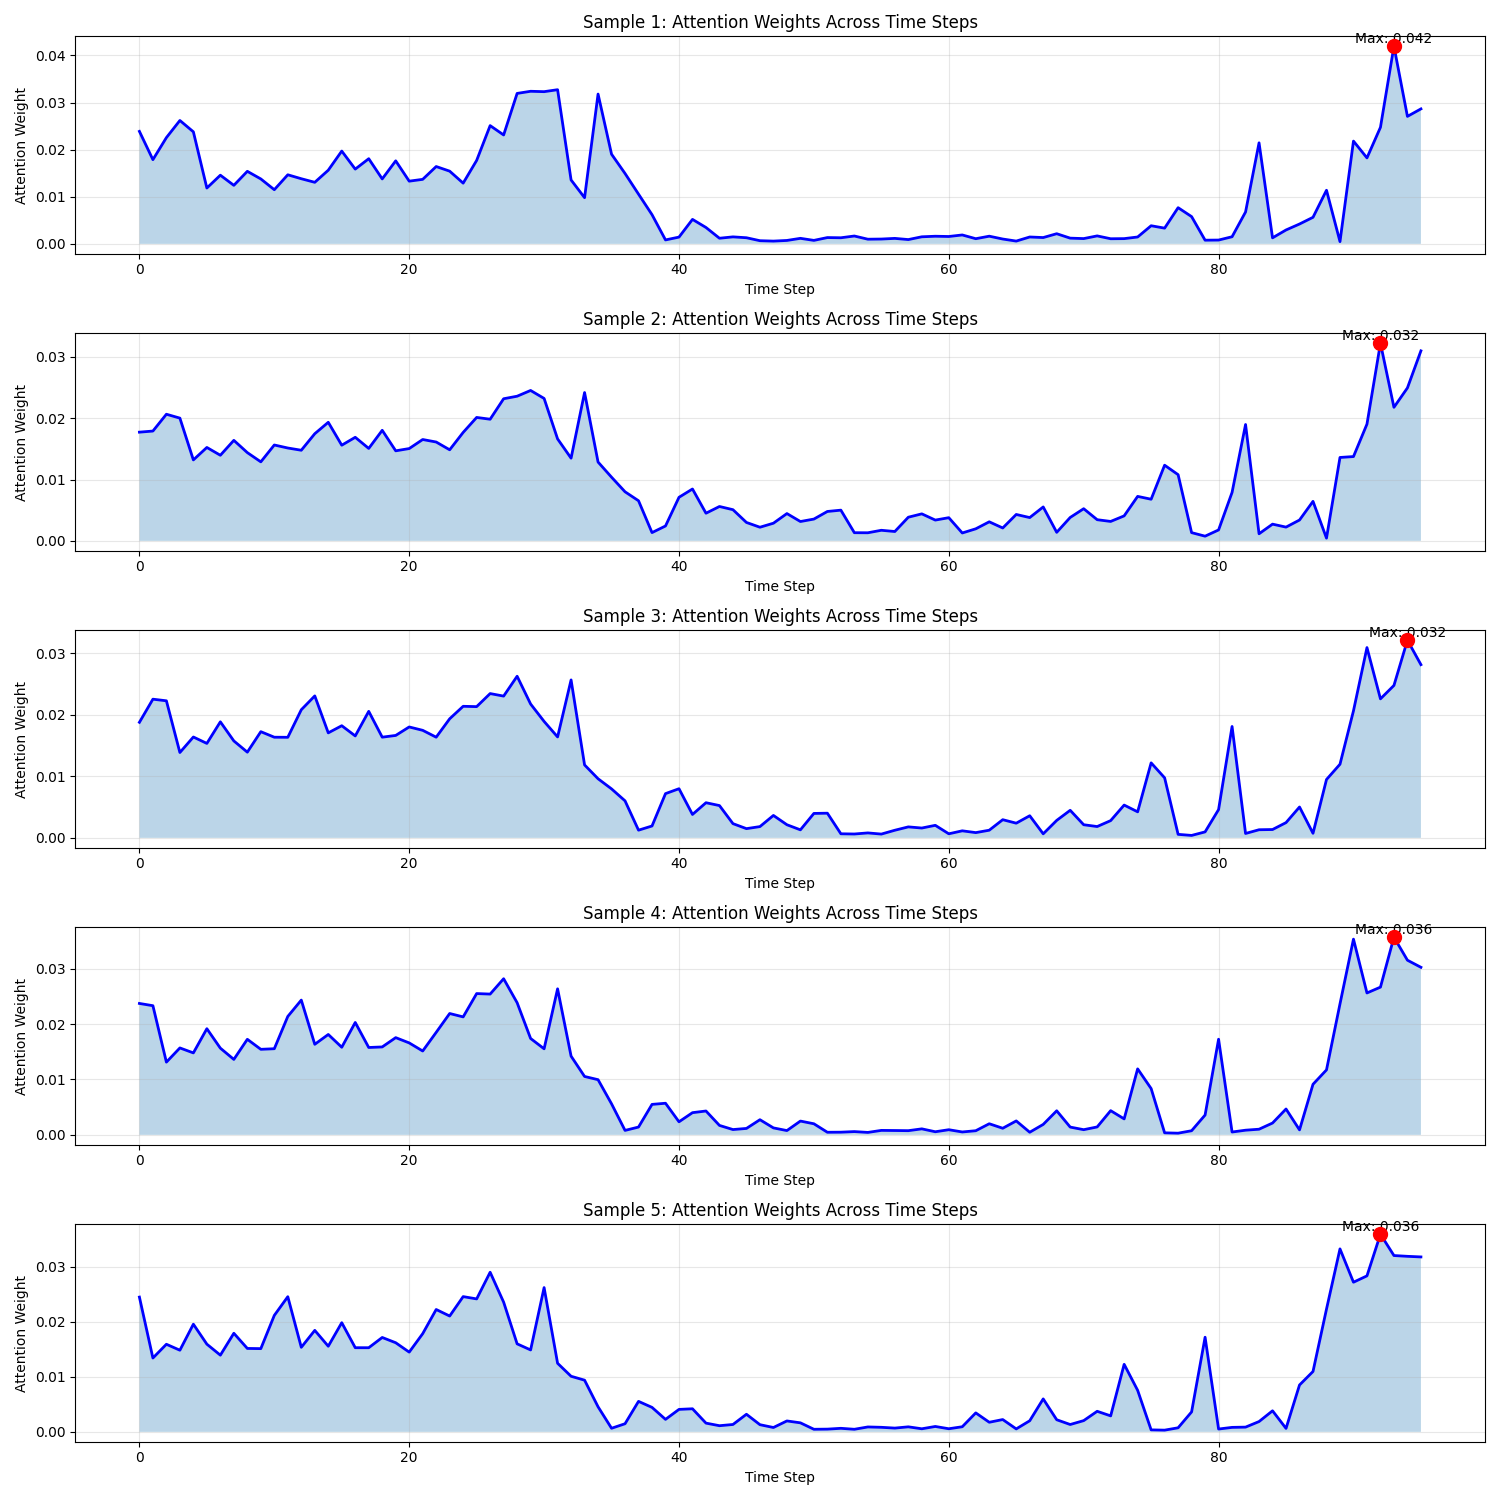 Sample 1: Attention Weights Across Time Steps
Max: 0.042
0.04
0.03
0.02
0.01
0.00
Attention Weight
0 20 40 60 80
Time Step
Sample 2: Attention Weights Across Time Steps
Max: 0.032
0.03
0.02
0.01
0.00
Attention Weight
0 20 40 60 80
Time Step
Sample 3: Attention Weights Across Time Steps
Max: 0.032
0.03
0.02
0.01
0.00
Attention Weight
0 20 40 60 80
Time Step
Sample 4: Attention Weights Across Time Steps
Max: 0.036
0.03
0.02
0.01
0.00
Attention Weight
0 20 40 60 80
Time Step
Sample 5: Attention Weights Across Time Steps
Max: 0.036
0.03
0.02
0.01
0.00
Attention Weight
0 20 40 60 80
Time Step